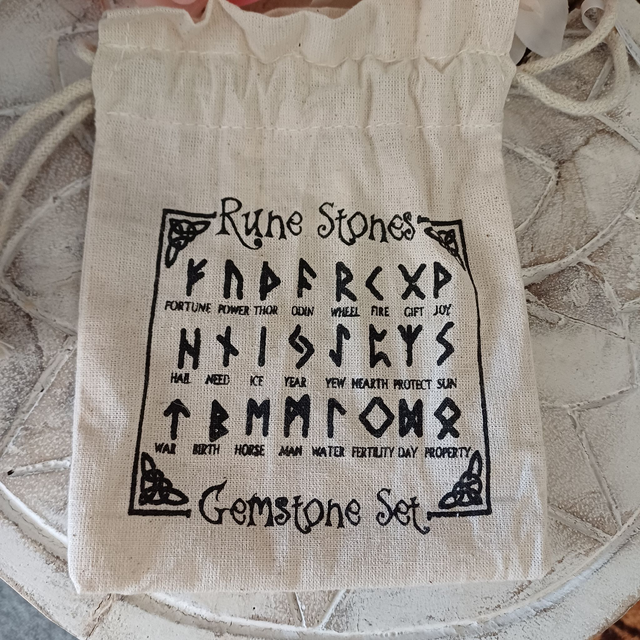 Rune Stones
ᚠ ᚢ ᚦ ᚨ ᚱ ᚲ ᚷ ᚹ
FORTUNE POWER THOR ODIN WHEEL FIRE GIFT JOY
ᚺ ᚾ ᛁ ᛃ ᛇ ᛈ ᛉ ᛊ
HAIL NEED ICE YEAR YEW HEARTH PROTECT SUN
ᛏ ᛒ ᛖ ᛗ ᛚ ᛜ ᛞ ᛟ
WAR BIRTH HORSE MAN WATER FERTILITY DAY PROPERTY
Gemstone Set